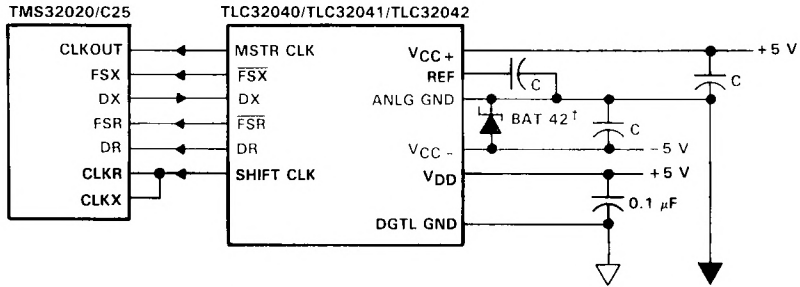 TMS32020/C25
TLC32040/TLC32041/TLC32042
CLKOUT
FSX
DX
FSR
DR
CLKR
CLKX
MSTR CLK
FSX
DX
FSR
DR
SHIFT CLK
VCC+
REF
ANLG GND
VCC-
VDD
DGTL GND
C
BAT 42†
C
C
+5 V
-5 V
+5 V
0.1 μF